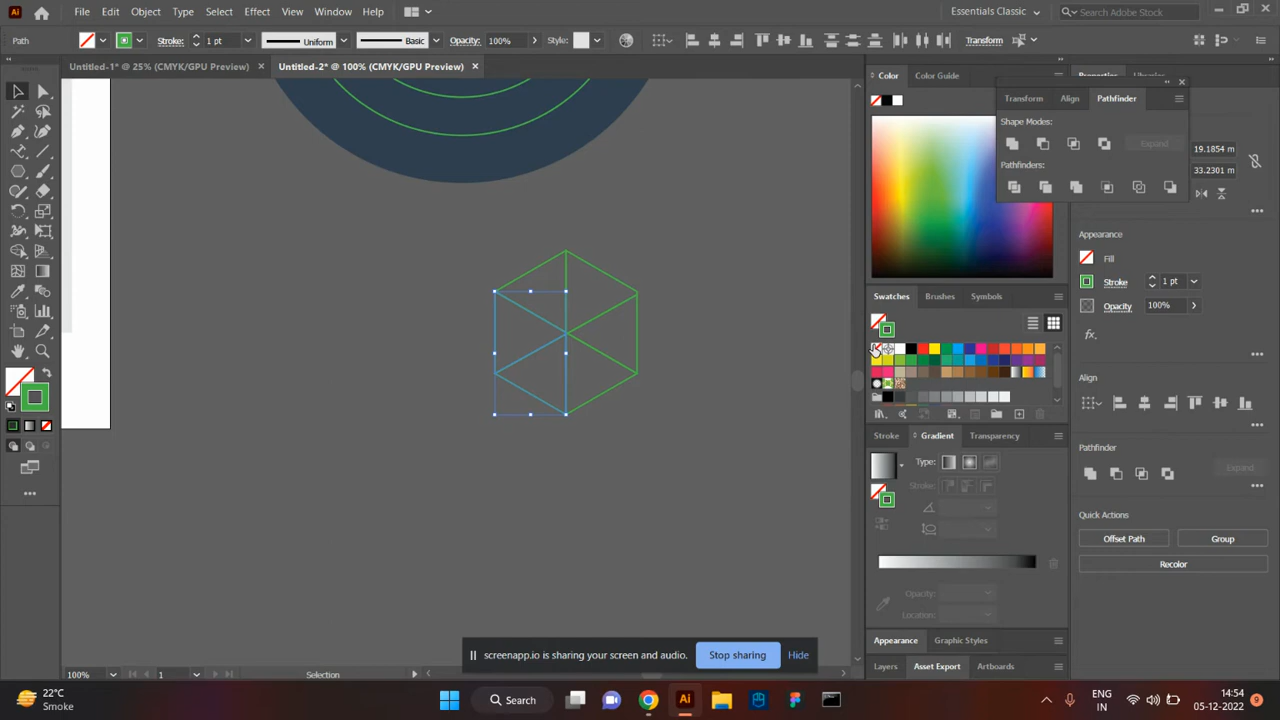 Ai File Edit Object Type Select Effect View Window Help Essentials Classic Search Adobe Stock
Path Stroke: 1 pt Uniform Basic Opacity: 100% Style: Transform
Untitled-1* @ 25% (CMYK/GPU Preview) × Untitled-2* @ 100% (CMYK/GPU Preview) ×
Color Color Guide
Transform Align Pathfinder
Shape Modes:
Expand
Pathfinders:
19.1854 m
33.2301 m
Appearance
Fill
Stroke 1 pt
Opacity 100%
Swatches Brushes Symbols
Align
Stroke Gradient Transparency
Type:
Stroke:
Pathfinder
Expand
Quick Actions
Offset Path Group
Recolor
Opacity:
Location:
Appearance Graphic Styles
Layers Asset Export Artboards
screenapp.io is sharing your screen and audio. Stop sharing Hide
100% 1 Selection
22°C
Smoke
Search
Ai
ENG
IN
14:54
05-12-2022
9